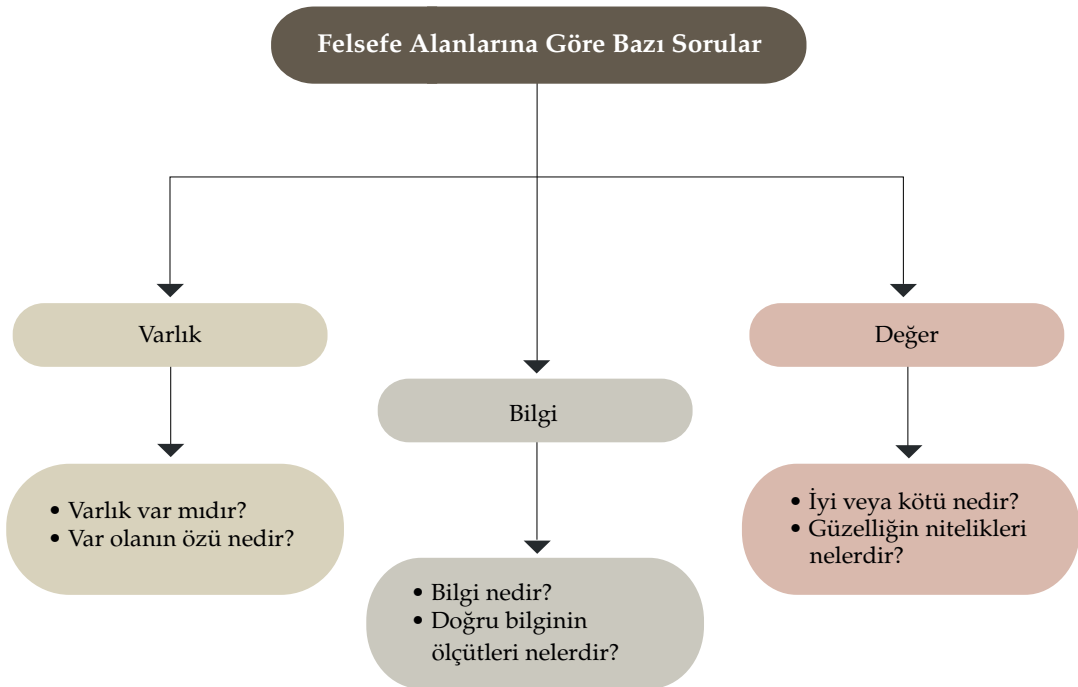 Felsefe Alanlarına Göre Bazı Sorular
Varlık
• Varlık var mıdır?
• Var olanın özü nedir?
Bilgi
• Bilgi nedir?
• Doğru bilginin
ölçütleri nelerdir?
Değer
• İyi veya kötü nedir?
• Güzelliğin nitelikleri
nelerdir?